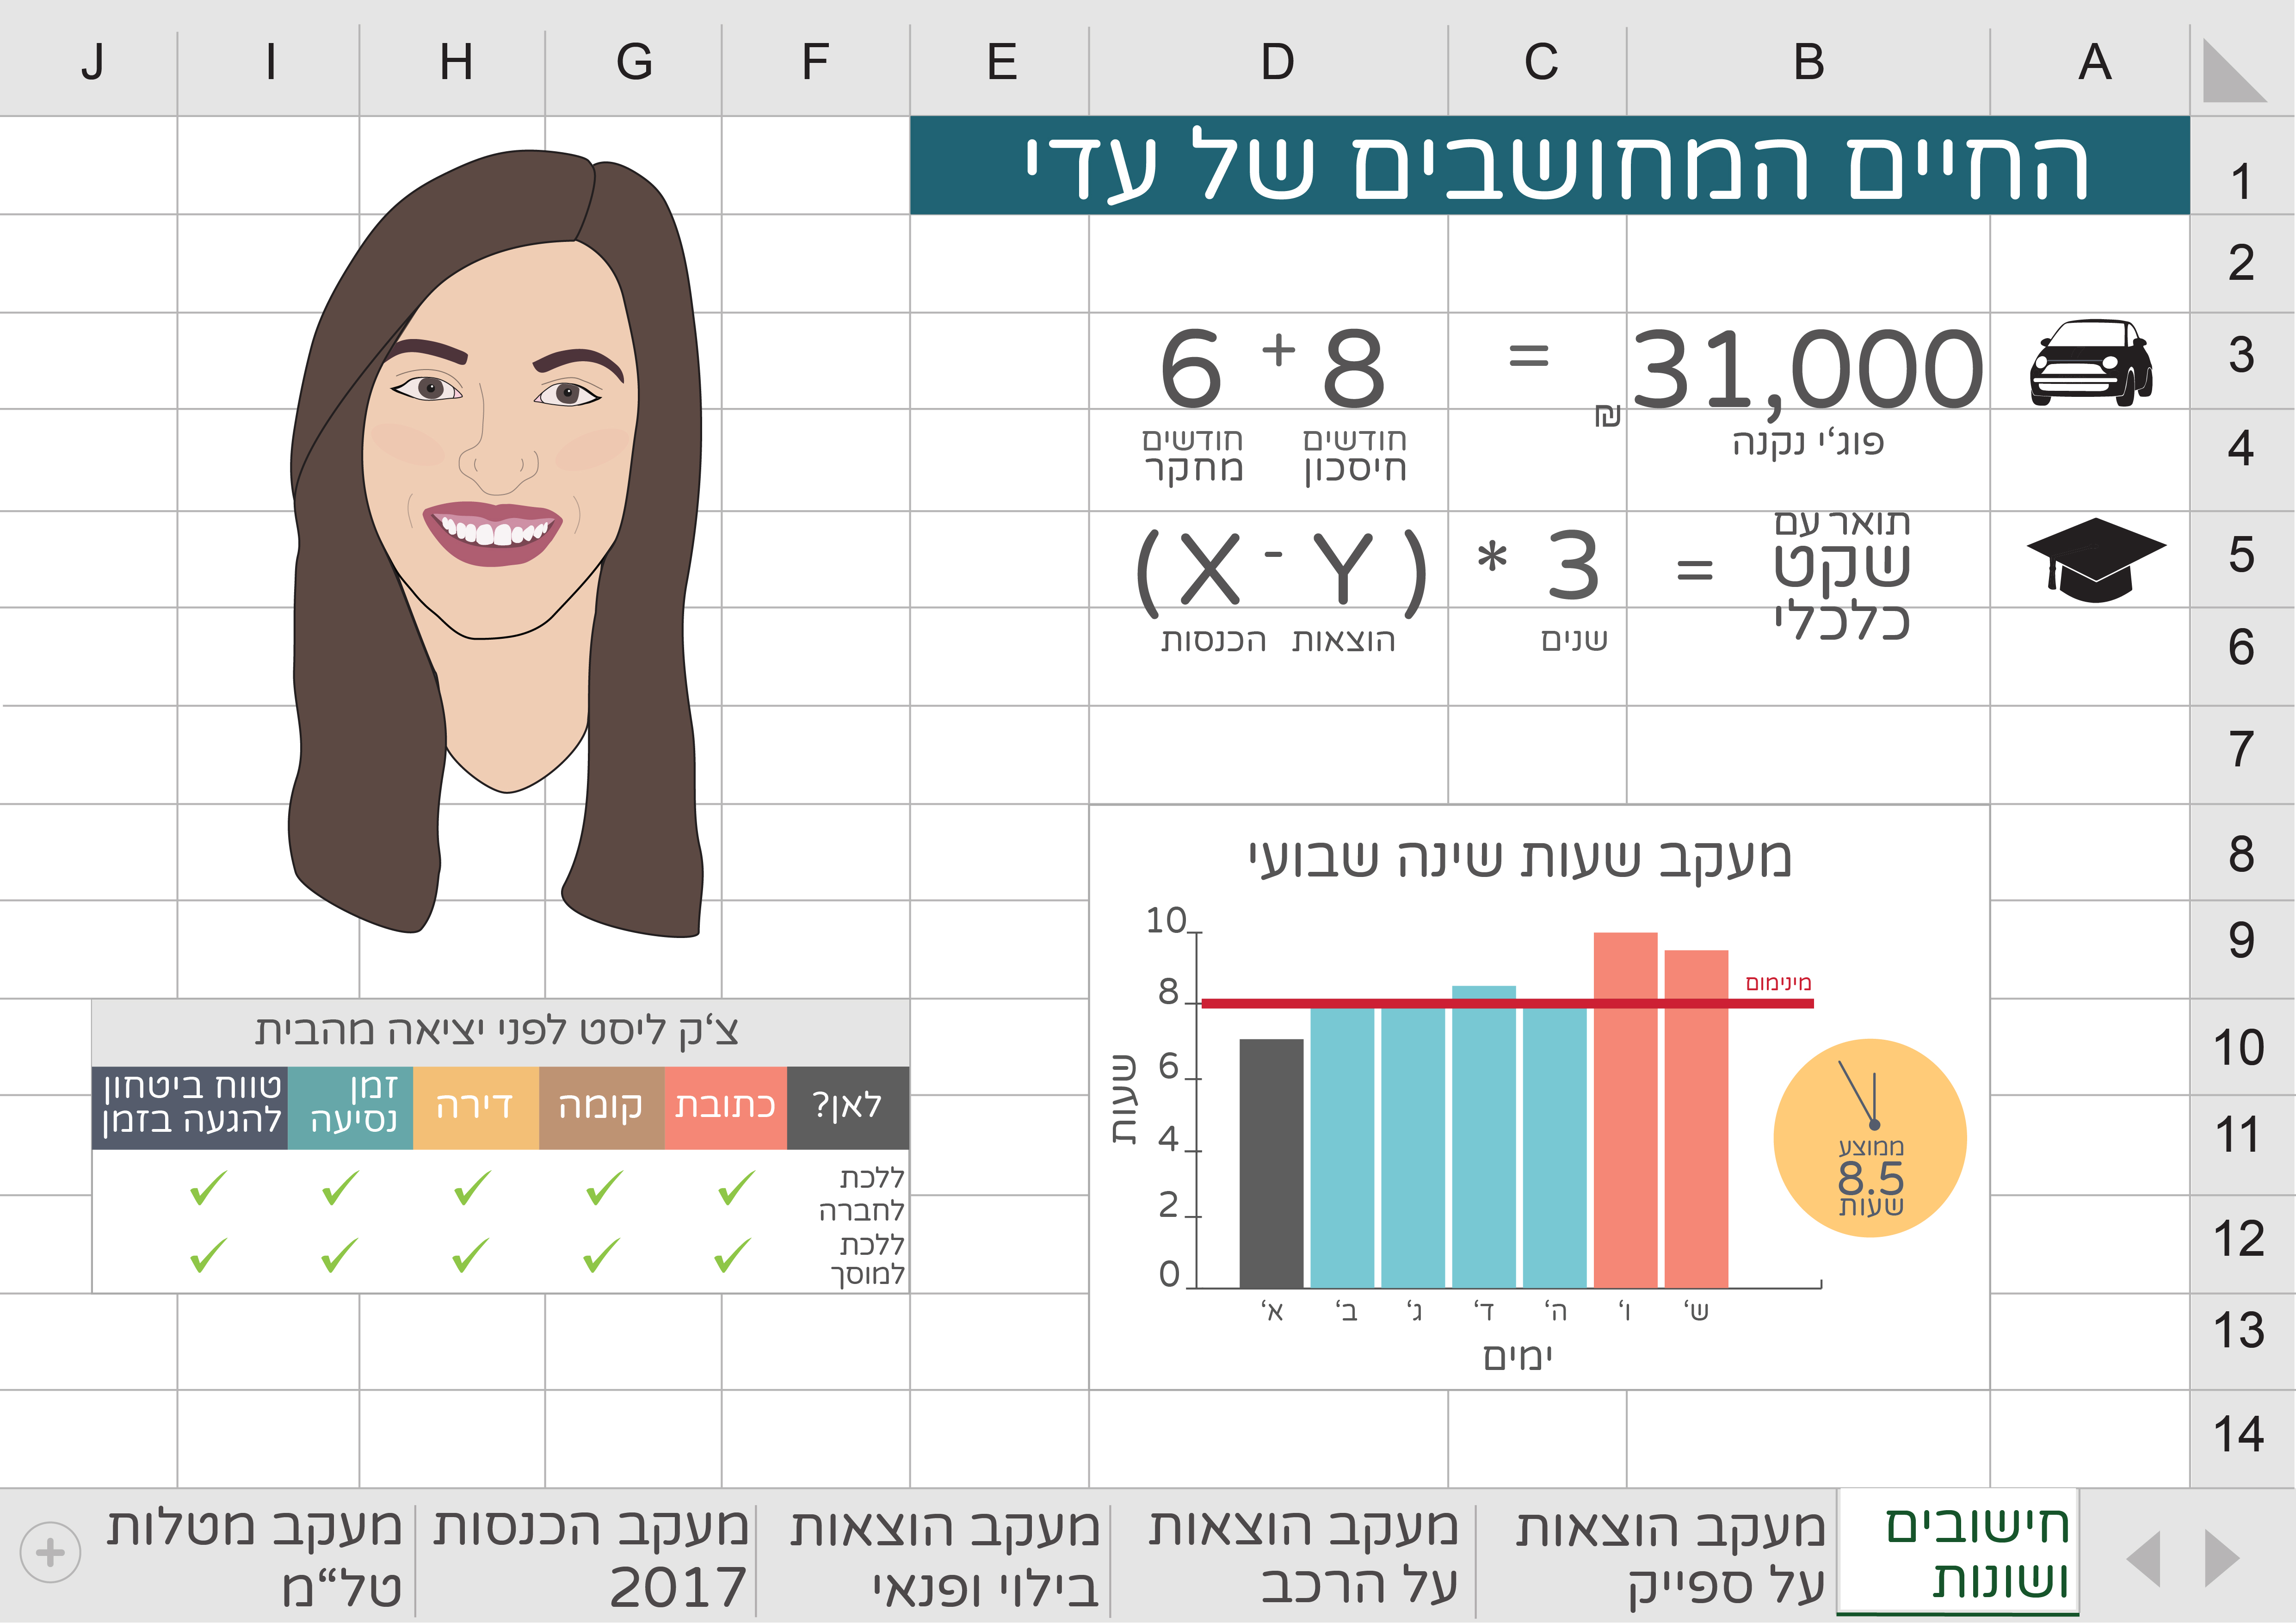 A B C D E F G H I J
1
2
3
4
5
6
7
8
9
10
11
12
13
14
החיים המחושבים של עדי
31,000 = 8 + 6
₪
פוג׳י נקנה
חודשים
חיסכון
חודשים
מחקר
תואר עם
שקט
כלכלי
= 3 * ( X - Y )
שנים
הוצאות
הכנסות
מעקב שעות שינה שבועי
10
8
6
4
2
0
שעות
מינימום
א׳ ב׳ ג׳ ד׳ ה׳ ו׳ ש׳
ימים
ממוצע
8.5
שעות
צ׳ק ליסט לפני יציאה מהבית
לאן?
כתובת
קומה
דירה
זמן
נסיעה
טווח ביטחון
להגעה בזמן
ללכת
לחברה
ללכת
למוסך
חישובים
ושונות
מעקב הוצאות
על ספייק
מעקב הוצאות
על הרכב
מעקב הוצאות
בילוי ופנאי
מעקב הכנסות
2017
מעקב מטלות
טל״מ